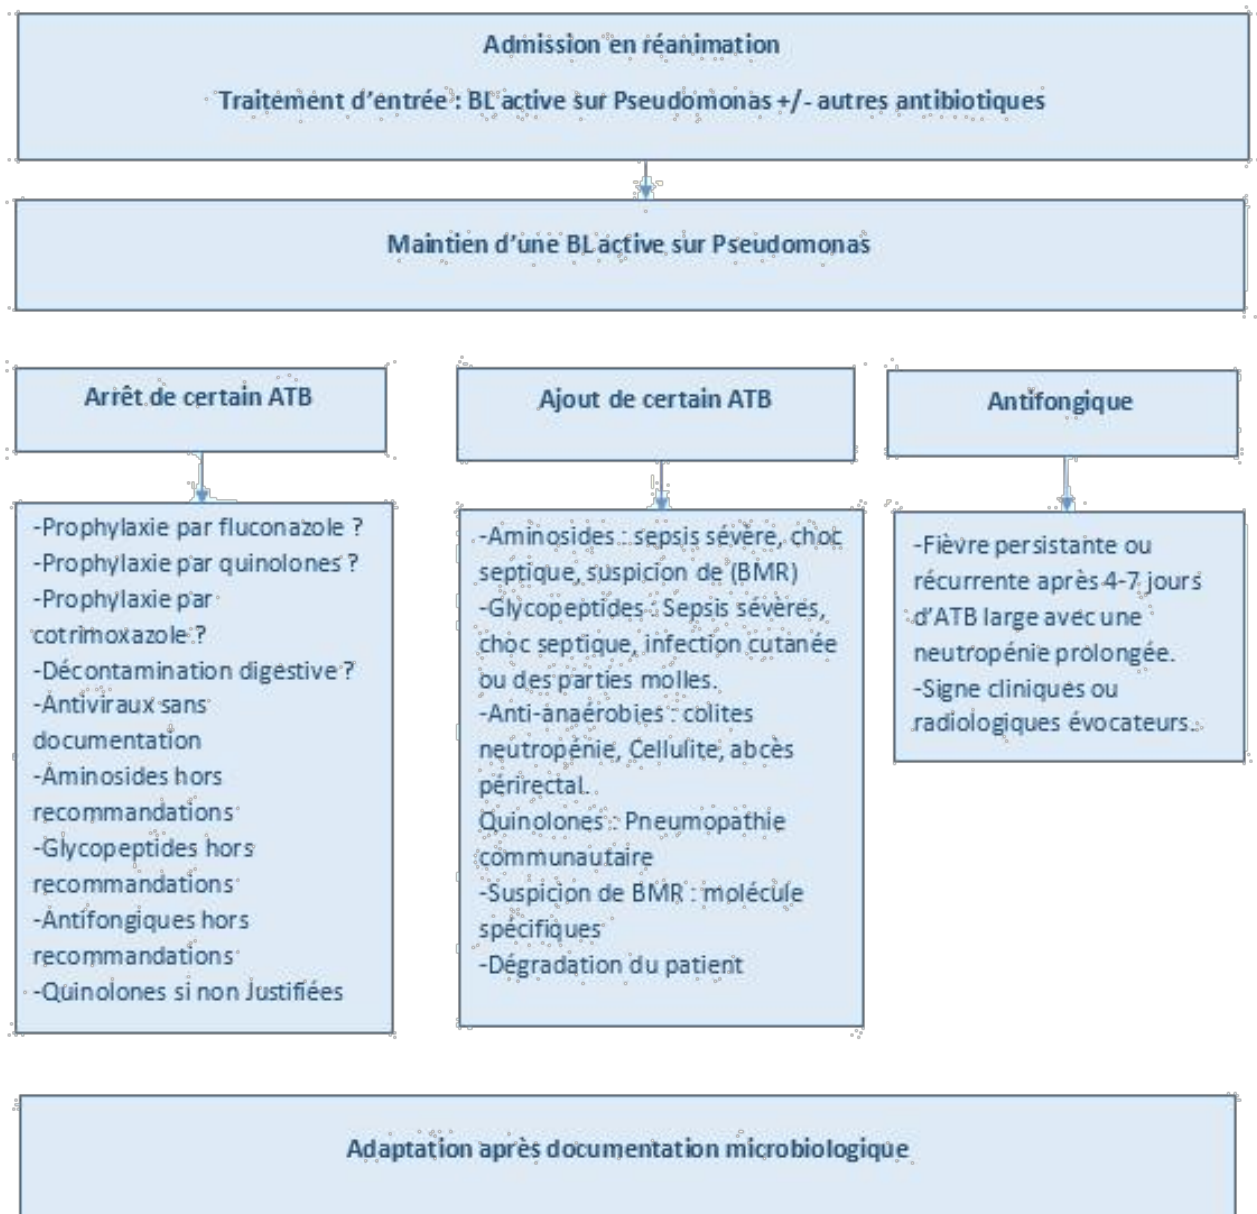 Admission en réanimation
Traitement d'entrée : BL active sur Pseudomonas +/- autres antibiotiques
Maintien d'une BL active sur Pseudomonas
Arrêt de certain ATB
-Prophylaxie par fluconazole ?
-Prophylaxie par quinolones ?
-Prophylaxie par
cotrimoxazole ?
-Décontamination digestive ?
-Antiviraux sans
documentation
-Aminosides hors
recommandations
-Glycopeptides hors
recommandations
-Antifongiques hors
recommandations
-Quinolones si non Justifiées
Ajout de certain ATB
-Aminosides : sepsis sévère, choc
septique, suspicion de (BMR)
-Glycopeptides : Sepsis sévères,
choc septique, infection cutanée
ou des parties molles.
-Anti-anaérobies : colites
neutropénie, Cellulite, abcès
périrectal.
Quinolones : Pneumopathie
communautaire
-Suspicion de BMR : molécule
spécifiques
-Dégradation du patient
Antifongique
-Fièvre persistante ou
récurrente après 4-7 jours
d'ATB large avec une
neutropénie prolongée.
-Signe cliniques ou
radiologiques évocateurs.
Adaptation après documentation microbiologique